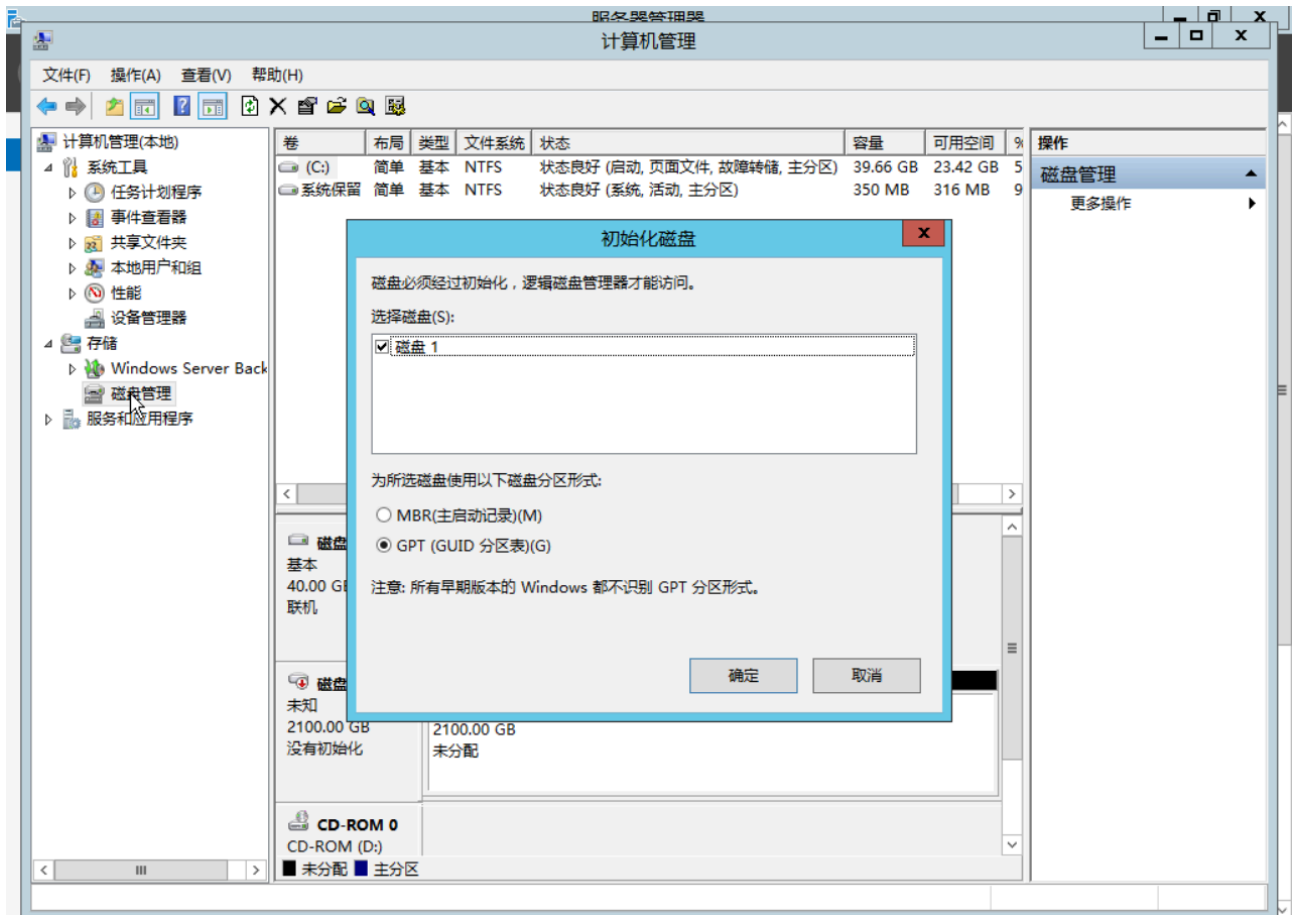 服务器管理器
计算机管理
文件(F) 操作(A) 查看(V) 帮助(H)
计算机管理(本地)
系统工具
任务计划程序
事件查看器
共享文件夹
本地用户和组
性能
设备管理器
存储
Windows Server Back
磁盘管理
服务和应用程序
卷 布局 类型 文件系统 状态 容量 可用空间 %
(C:) 简单 基本 NTFS 状态良好 (启动, 页面文件, 故障转储, 主分区) 39.66 GB 23.42 GB 5
系统保留 简单 基本 NTFS 状态良好 (系统, 活动, 主分区) 350 MB 316 MB 9
初始化磁盘
磁盘必须经过初始化，逻辑磁盘管理器才能访问。
选择磁盘(S):
磁盘 1
为所选磁盘使用以下磁盘分区形式:
MBR(主启动记录)(M)
GPT (GUID 分区表)(G)
注意: 所有早期版本的 Windows 都不识别 GPT 分区形式。
确定 取消
磁盘
基本
40.00 GB
联机
磁盘
未知
2100.00 GB
没有初始化
2100.00 GB
未分配
CD-ROM 0
CD-ROM (D:)
未分配 主分区
操作
磁盘管理
更多操作